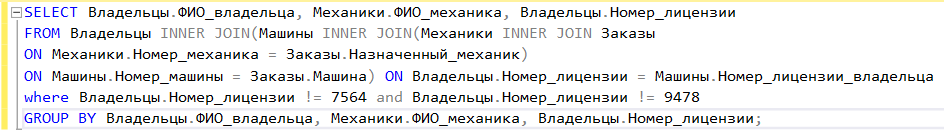 SELECT Владельцы.ФИО_владельца, Механики.ФИО_механика, Владельцы.Номер_лицензии
FROM Владельцы INNER JOIN(Машины INNER JOIN(Механики INNER JOIN Заказы
ON Механики.Номер_механика = Заказы.Назначенный_механик)
ON Машины.Номер_машины = Заказы.Машина) ON Владельцы.Номер_лицензии = Машины.Номер_лицензии_владельца
where Владельцы.Номер_лицензии != 7564 and Владельцы.Номер_лицензии != 9478
GROUP BY Владельцы.ФИО_владельца, Механики.ФИО_механика, Владельцы.Номер_лицензии;